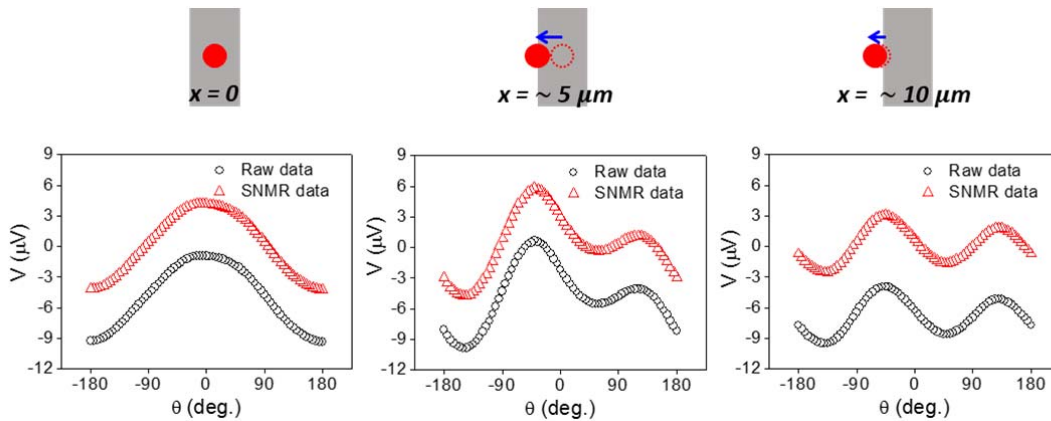 x = 0
x = ~ 5 μm
x = ~ 10 μm
9
6
3
0
-3
-6
-9
-12
V (μV)
Raw data
SNMR data
-180 -90 0 90 180
θ (deg.)
9
6
3
0
-3
-6
-9
-12
V (μV)
Raw data
SNMR data
-180 -90 0 90 180
θ (deg.)
9
6
3
0
-3
-6
-9
-12
V (μV)
Raw data
SNMR data
-180 -90 0 90 180
θ (deg.)